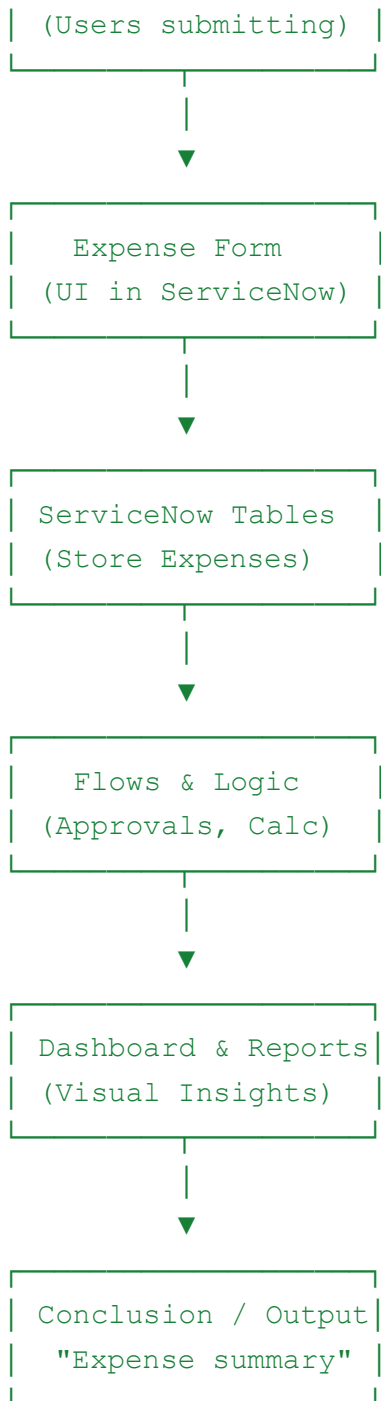 (Users submitting)
Expense Form
(UI in ServiceNow)
ServiceNow Tables
(Store Expenses)
Flows & Logic
(Approvals, Calc)
Dashboard & Reports
(Visual Insights)
Conclusion / Output
"Expense summary"